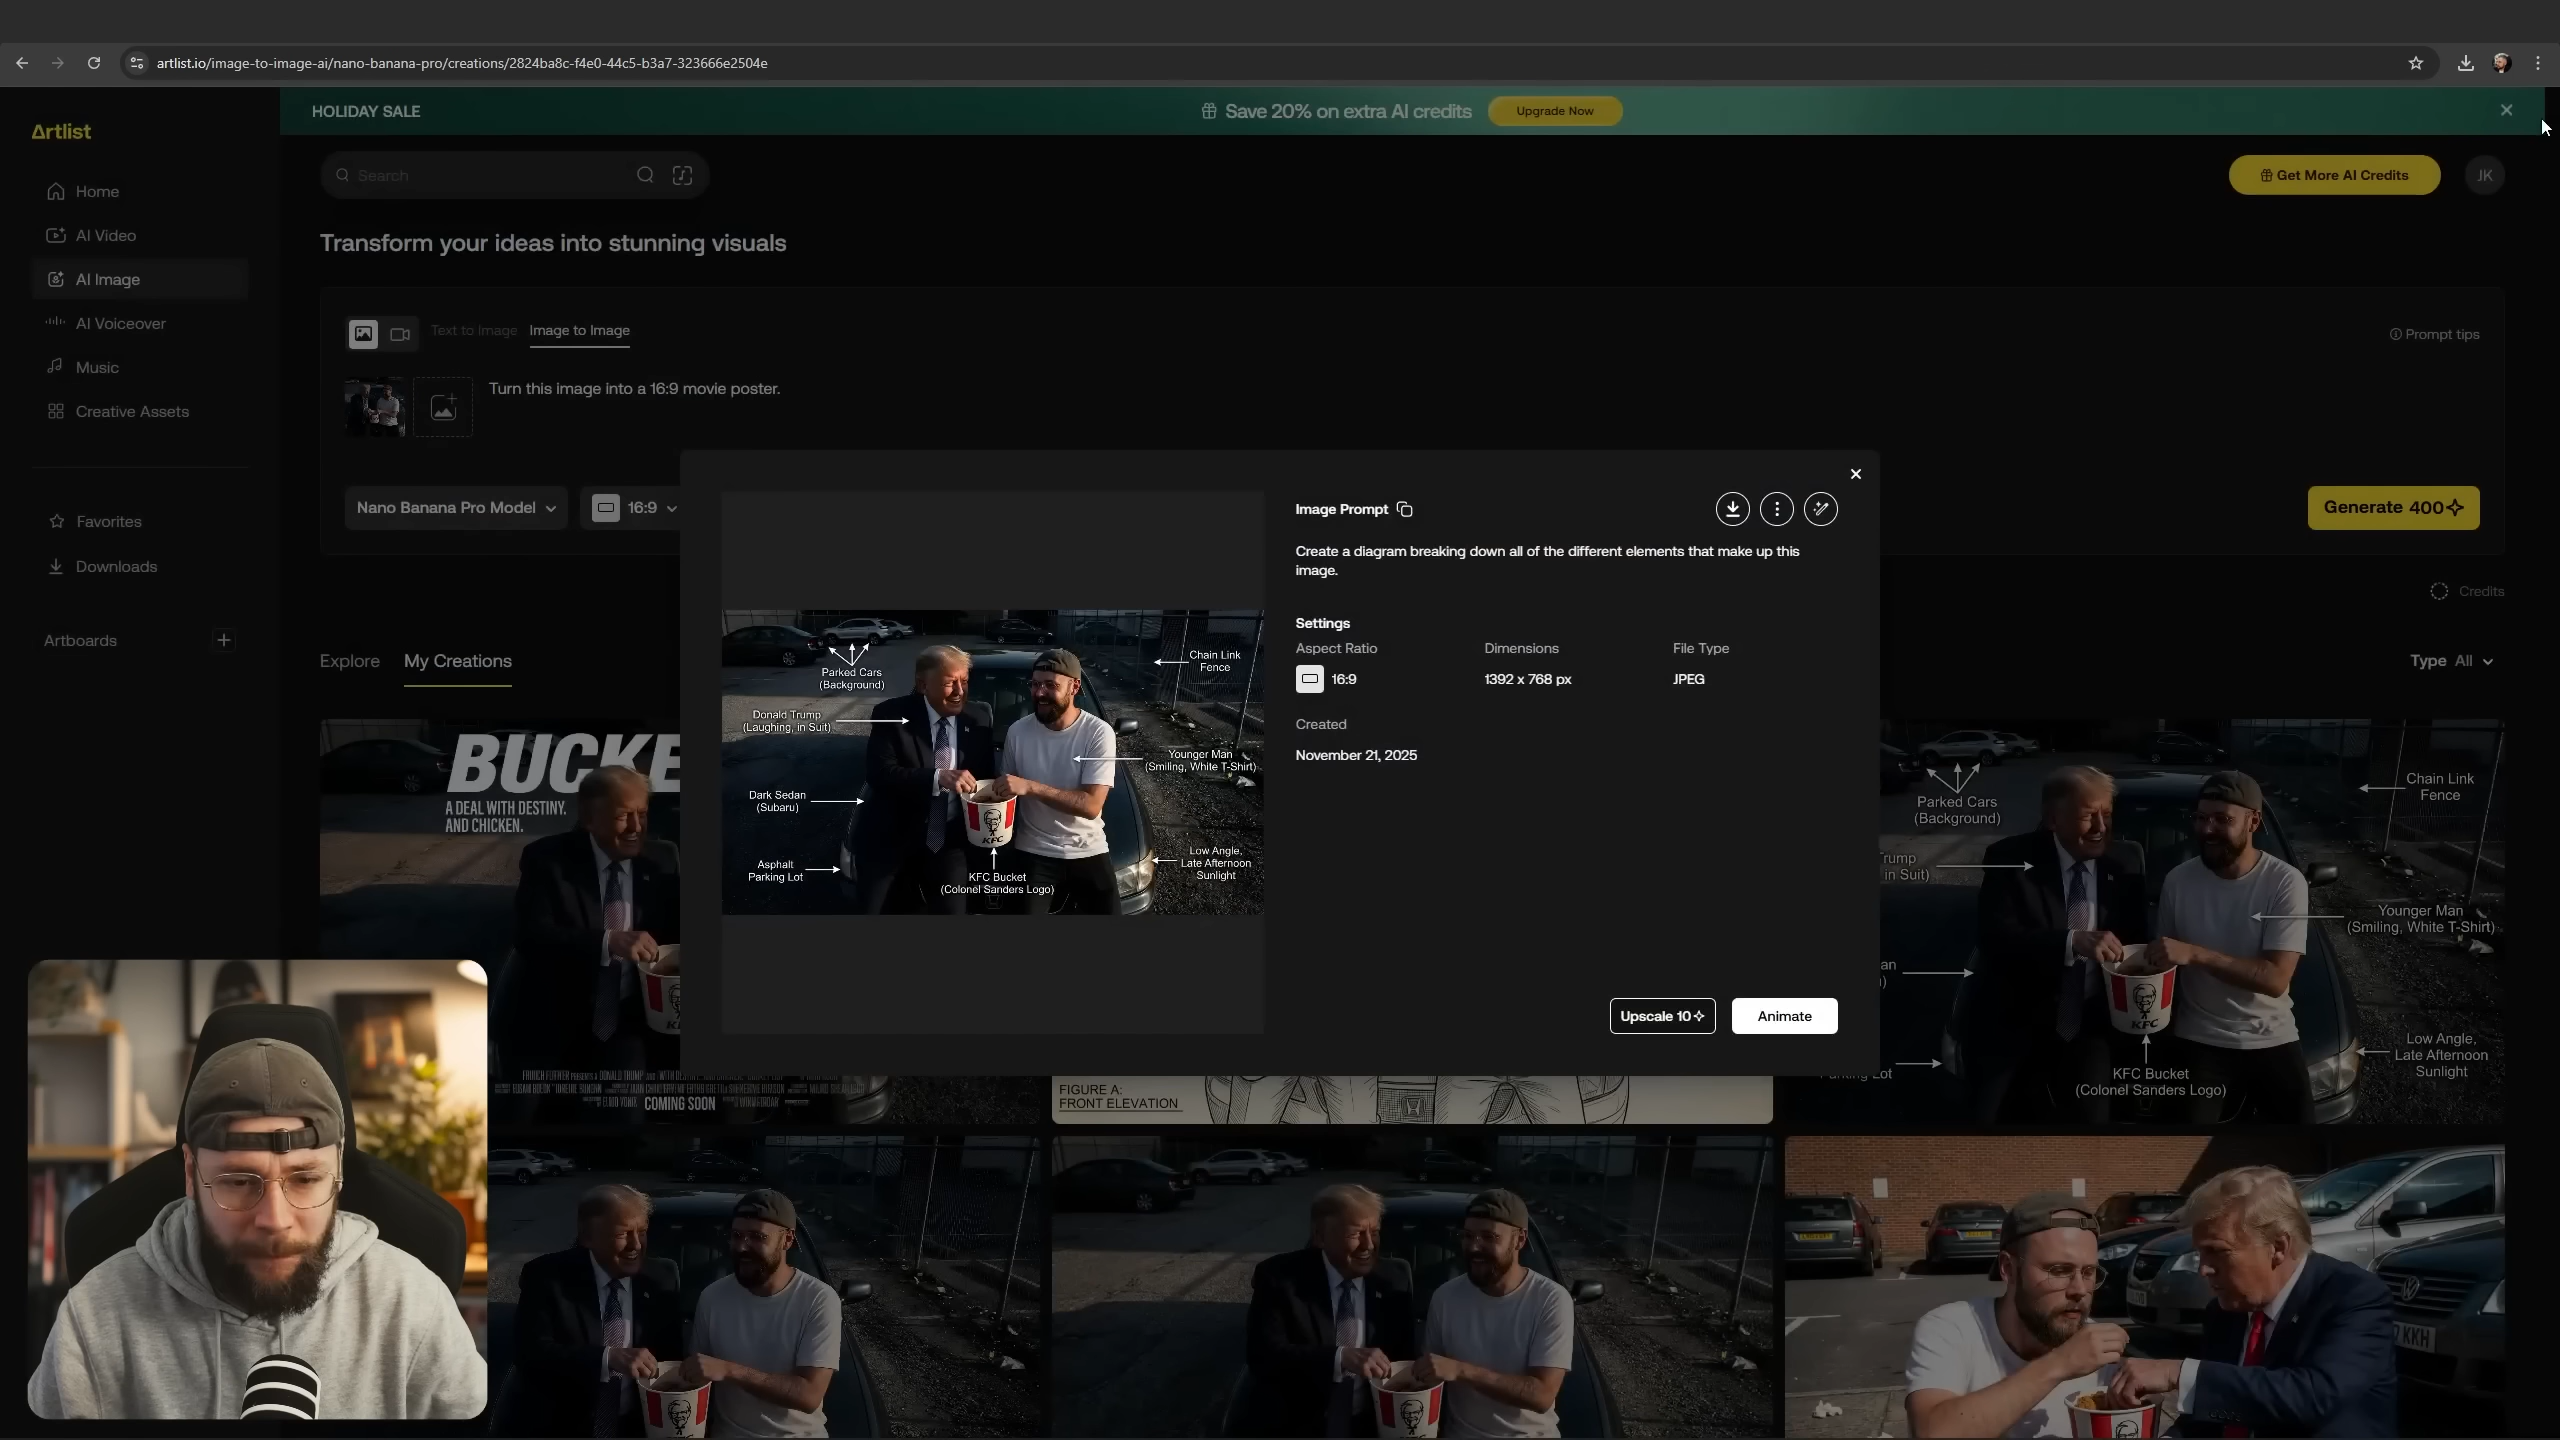 artlist.io/image-to-image-ai/nano-banana-pro/creations/2824ba8c-f4e0-44c5-b3a7-323666e2504e
HOLIDAY SALE
Save 20% on extra AI credits
Upgrade Now
Artlist
Search
Get More AI Credits
JK
Home
AI Video
AI Image
AI Voiceover
Music
Creative Assets
Favorites
Downloads
Artboards
Transform your ideas into stunning visuals
Text to Image
Image to Image
Prompt tips
Turn this image into a 16:9 movie poster.
Nano Banana Pro Model
16:9
Generate 400
Credits
Explore
My Creations
Type All
Image Prompt
Create a diagram breaking down all of the different elements that make up this
image.
Settings
Aspect Ratio
Dimensions
File Type
16:9
1392 x 768 px
JPEG
Created
November 21, 2025
Upscale 10
Animate
Parked Cars
(Background)
Chain Link
Fence
Donald Trump
(Laughing, in Suit)
Younger Man
(Smiling, White T-Shirt)
Dark Sedan
(Subaru)
Asphalt
Parking Lot
Low Angle,
Late Afternoon
Sunlight
KFC
KFC Bucket
(Colonel Sanders Logo)
BUCKE
A DEAL WITH DESTINY.
AND CHICKEN.
COMING SOON
FIGURE A:
FRONT ELEVATION
Parked Cars
(Background)
Chain Link
Fence
rump
in Suit)
Younger Man
(Smiling, White T-Shirt)
an
Low Angle,
Late Afternoon
Sunlight
KFC
KFC Bucket
(Colonel Sanders Logo)
Lot
KKH